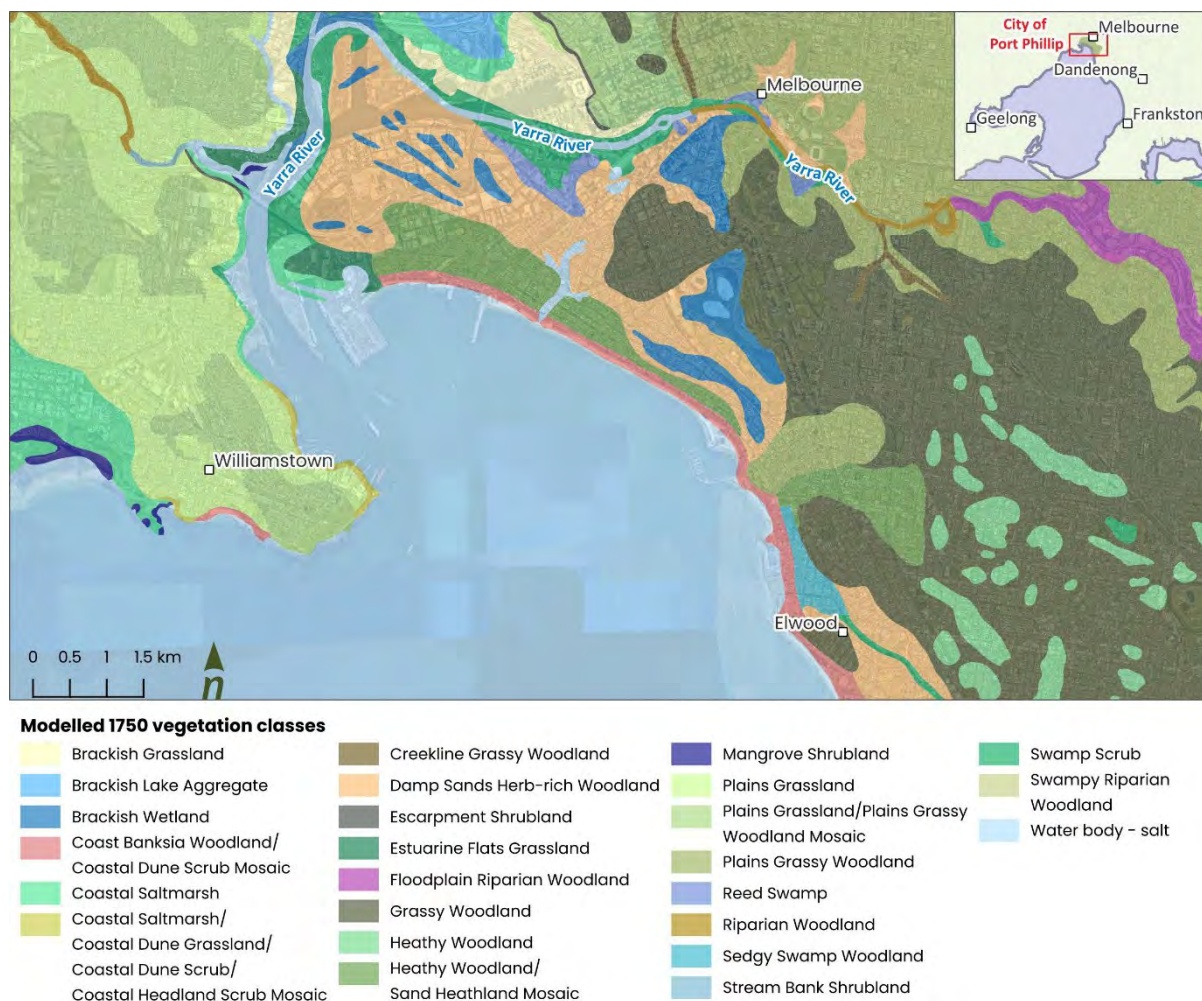 City of
Port Phillip
Melbourne
Dandenong
Geelong
Frankston
Melbourne
Yarra River
Yarra River
Yarra River
Williamstown
Elwood
0 0.5 1 1.5 km
n
Modelled 1750 vegetation classes
Brackish Grassland
Brackish Lake Aggregate
Brackish Wetland
Coast Banksia Woodland/
Coastal Dune Scrub Mosaic
Coastal Saltmarsh
Coastal Saltmarsh/
Coastal Dune Grassland/
Coastal Dune Scrub/
Coastal Headland Scrub Mosaic
Creekline Grassy Woodland
Damp Sands Herb-rich Woodland
Escarpment Shrubland
Estuarine Flats Grassland
Floodplain Riparian Woodland
Grassy Woodland
Heathy Woodland
Heathy Woodland/
Sand Heathland Mosaic
Mangrove Shrubland
Plains Grassland
Plains Grassland/Plains Grassy
Woodland Mosaic
Plains Grassy Woodland
Reed Swamp
Riparian Woodland
Sedgy Swamp Woodland
Stream Bank Shrubland
Swamp Scrub
Swampy Riparian
Woodland
Water body - salt